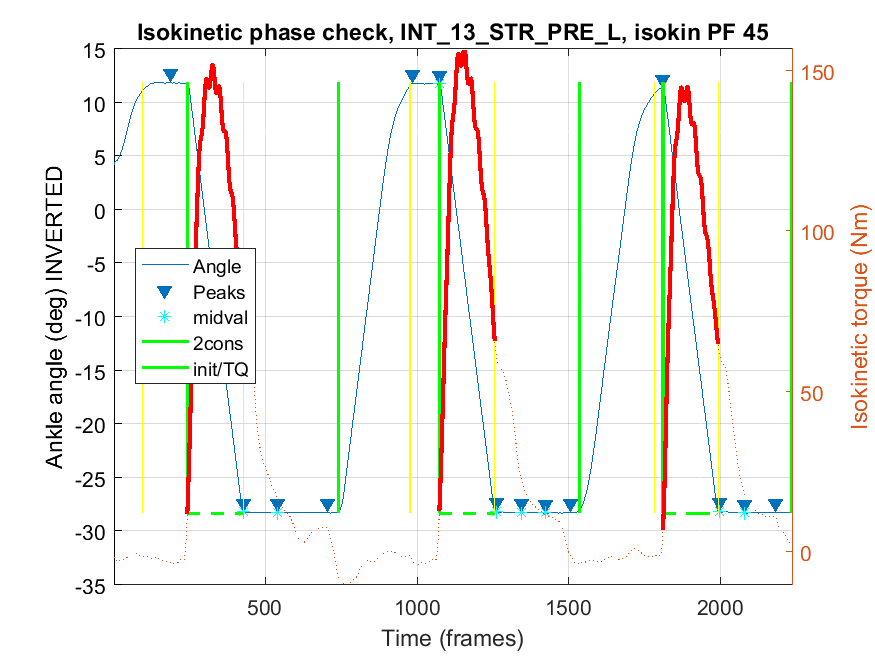 Isokinetic phase check, INT_13_STR_PRE_L, isokin PF 45
15
10
5
0
-5
-10
-15
-20
-25
-30
-35
Ankle angle (deg) INVERTED
Angle
Peaks
midval
2cons
init/TQ
150
100
50
0
Isokinetic torque (Nm)
500
1000
1500
2000
Time (frames)